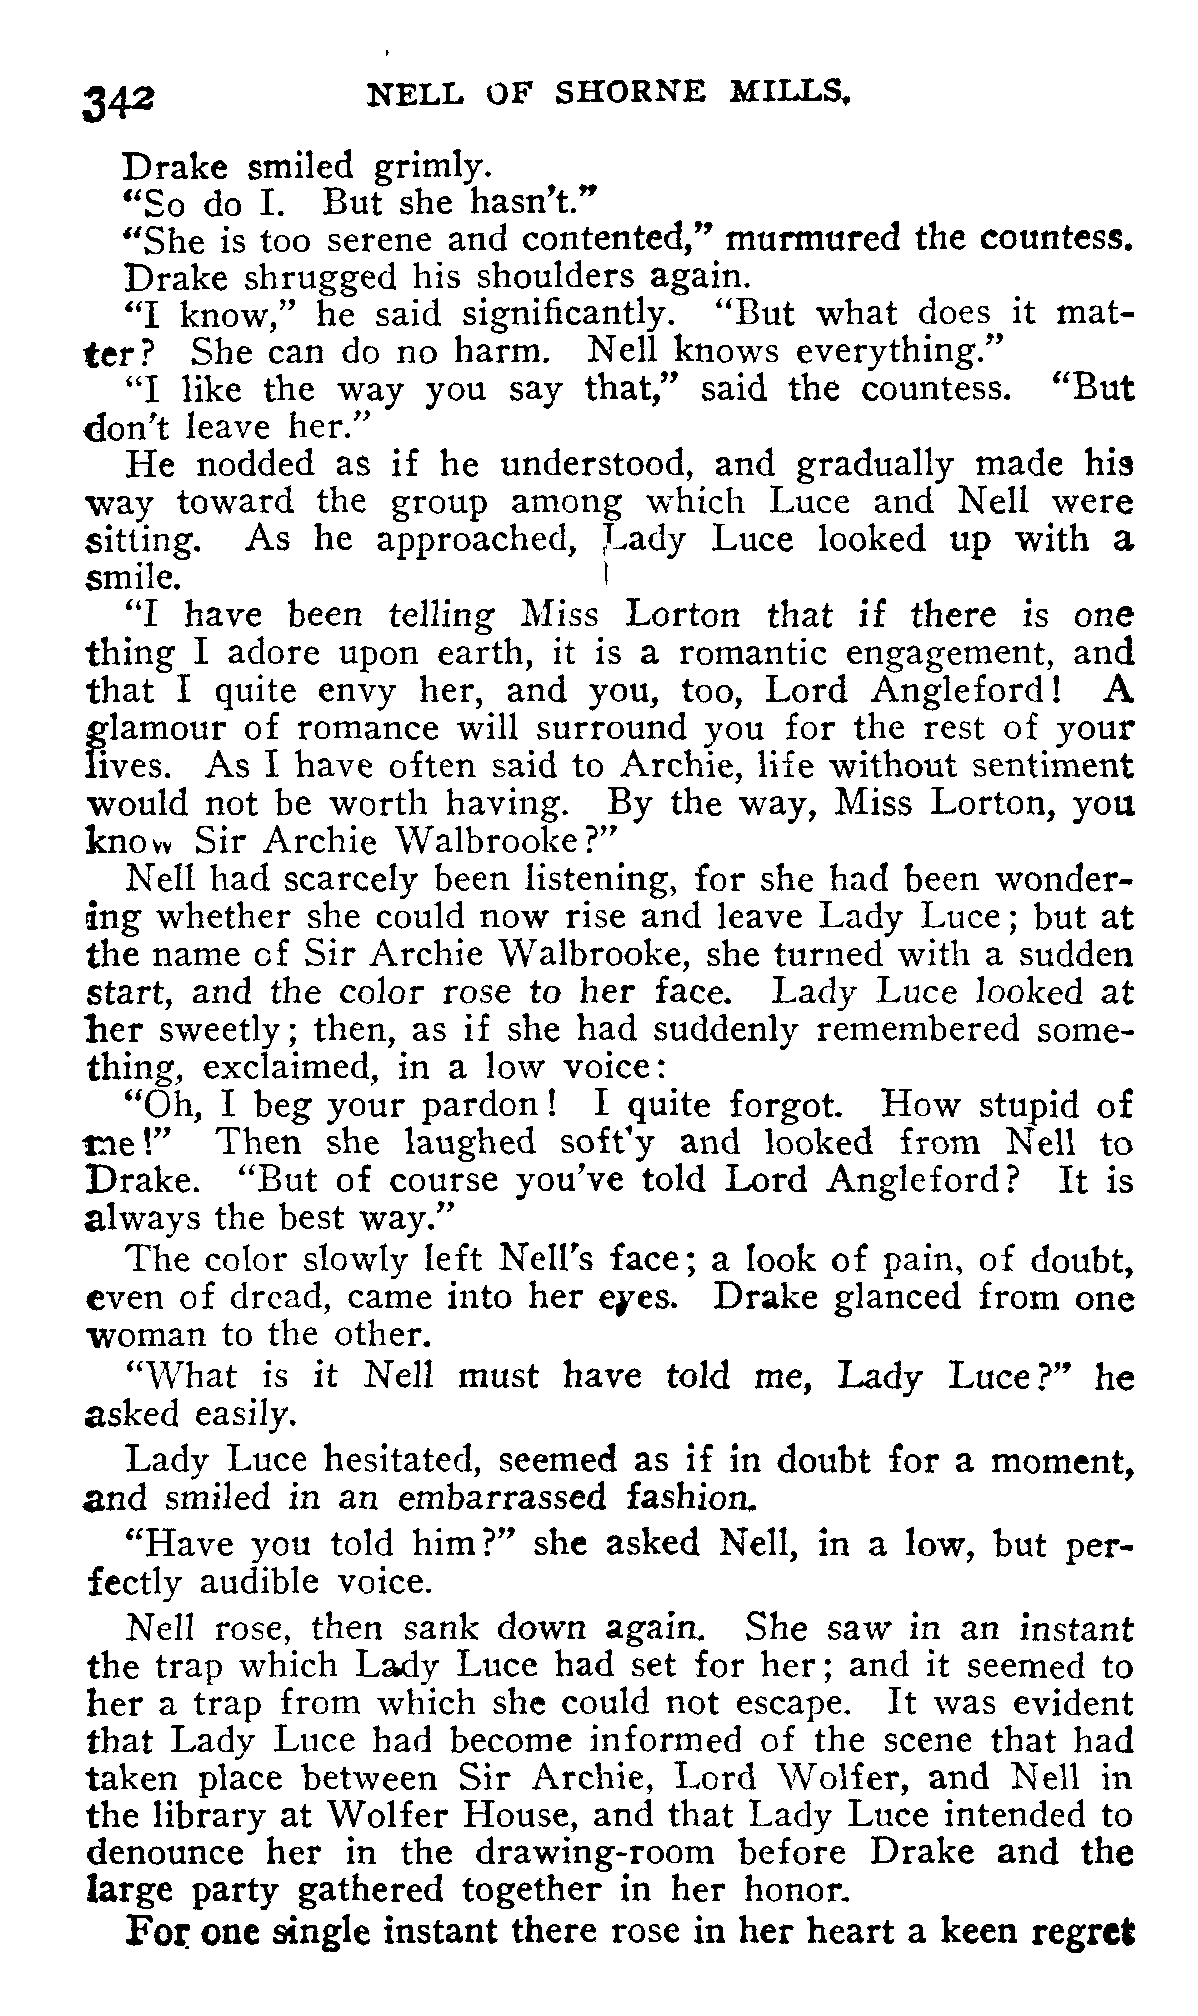 342 NELL OF SHORNE MILLS.
Drake smiled grimly.
“So do I. But she hasn't.”
“She is too serene and contented,” murmured the countess.
Drake shrugged his shoulders again.
“I know,” he said significantly. “But what does it mat-
ter? She can do no harm. Nell knows everything.”
“I like the way you say that,” said the countess. “But
don't leave her.”
He nodded as if he understood, and gradually made his
way toward the group among which Luce and Nell were
sitting. As he approached, Lady Luce looked up with a
smile.
“I have been telling Miss Lorton that if there is one
thing I adore upon earth, it is a romantic engagement, and
that I quite envy her, and you, too, Lord Angleford! A
glamour of romance will surround you for the rest of your
lives. As I have often said to Archie, life without sentiment
would not be worth having. By the way, Miss Lorton, you
know Sir Archie Walbrooke?”
Nell had scarcely been listening, for she had been wonder-
ing whether she could now rise and leave Lady Luce; but at
the name of Sir Archie Walbrooke, she turned with a sudden
start, and the color rose to her face. Lady Luce looked at
her sweetly; then, as if she had suddenly remembered some-
thing, exclaimed, in a low voice:
“Oh, I beg your pardon! I quite forgot. How stupid of
me!” Then she laughed softly and looked from Nell to
Drake. “But of course you've told Lord Angleford? It is
always the best way.”
The color slowly left Nell's face; a look of pain, of doubt,
even of dread, came into her eyes. Drake glanced from one
woman to the other.
“What is it Nell must have told me, Lady Luce?” he
asked easily.
Lady Luce hesitated, seemed as if in doubt for a moment,
and smiled in an embarrassed fashion.
“Have you told him?” she asked Nell, in a low, but per-
fectly audible voice.
Nell rose, then sank down again. She saw in an instant
the trap which Lady Luce had set for her; and it seemed to
her a trap from which she could not escape. It was evident
that Lady Luce had become informed of the scene that had
taken place between Sir Archie, Lord Wolfer, and Nell in
the library at Wolfer House, and that Lady Luce intended to
denounce her in the drawing-room before Drake and the
large party gathered together in her honor.
For one single instant there rose in her heart a keen regret